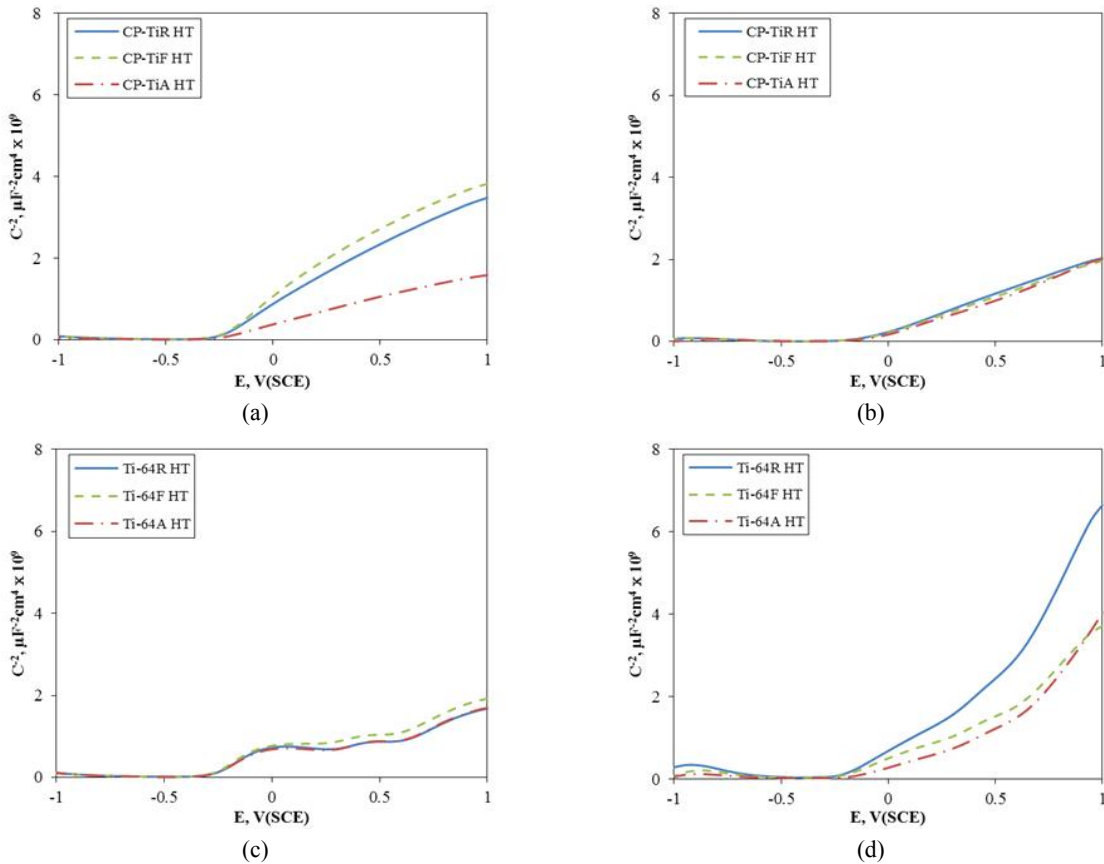 8
6
4
2
0
-1
-0.5
0
0.5
1
C⁻², µF⁻²cm⁴ x 10⁹
E, V(SCE)
CP-TiR HT
CP-TiF HT
CP-TiA HT
(a)
8
6
4
2
0
-1
-0.5
0
0.5
1
C⁻², µF⁻²cm⁴ x 10⁹
E, V(SCE)
CP-TiR HT
CP-TiF HT
CP-TiA HT
(b)
8
6
4
2
0
-1
-0.5
0
0.5
1
C⁻², µF⁻²cm⁴ x 10⁹
E, V(SCE)
Ti-64R HT
Ti-64F HT
Ti-64A HT
(c)
8
6
4
2
0
-1
-0.5
0
0.5
1
C⁻², µF⁻²cm⁴ x 10⁹
E, V(SCE)
Ti-64R HT
Ti-64F HT
Ti-64A HT
(d)